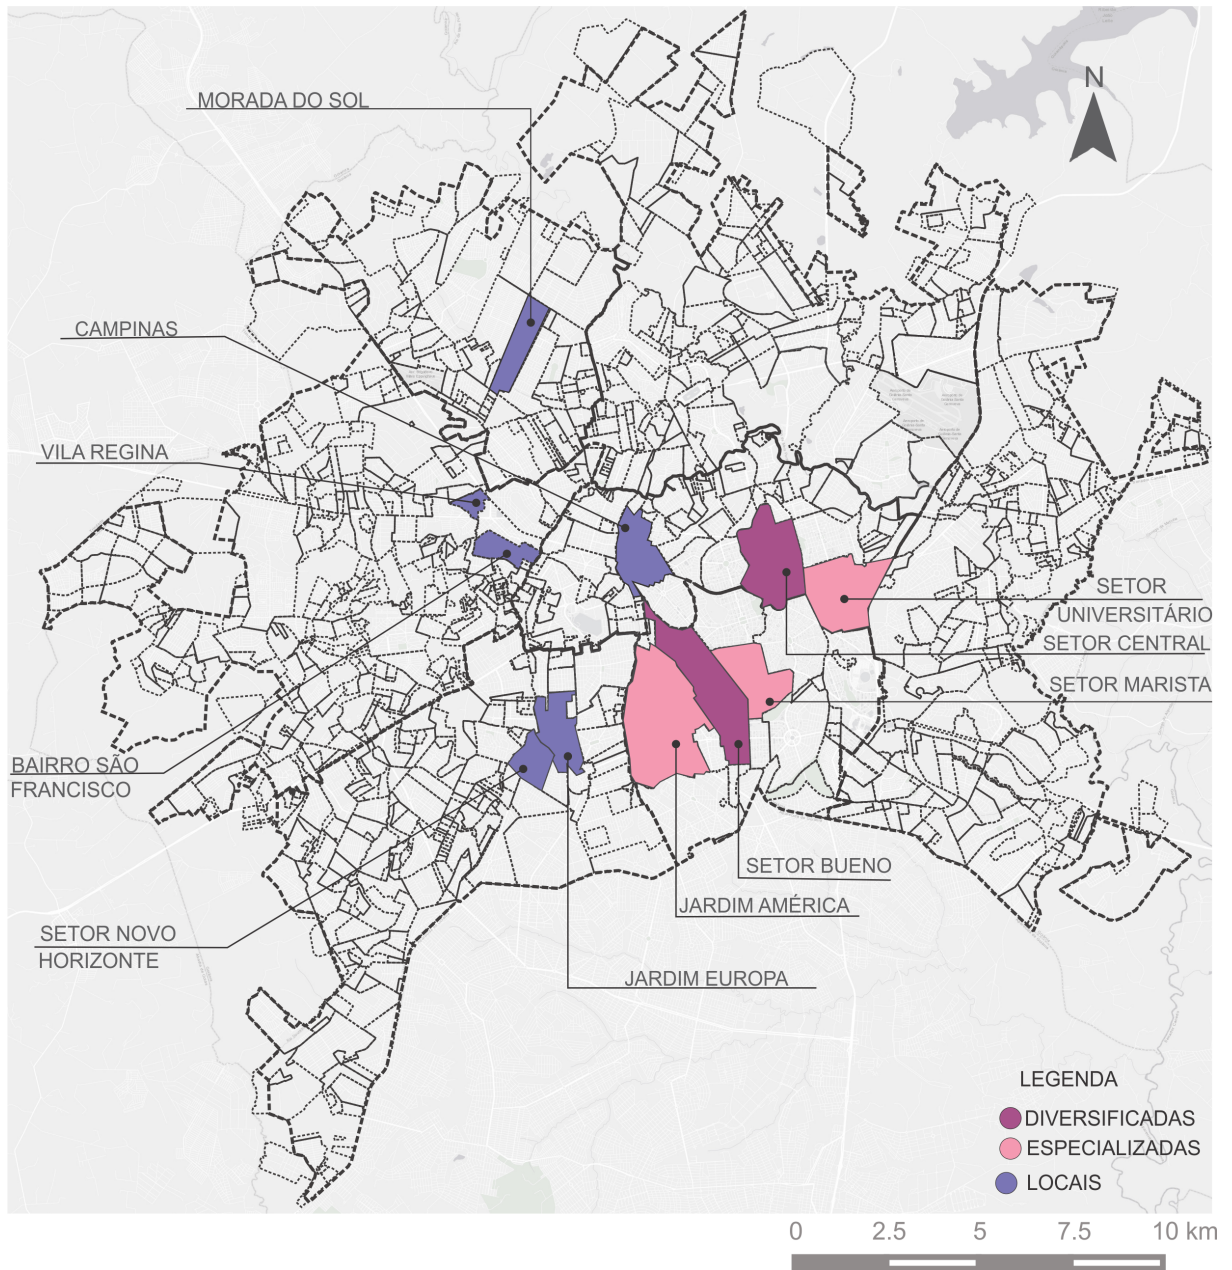 N
MORADA DO SOL
CAMPINAS
VILA REGINA
SETOR
UNIVERSITÁRIO
SETOR CENTRAL
SETOR MARISTA
BAIRRO SÃO
FRANCISCO
SETOR BUENO
JARDIM AMÉRICA
SETOR NOVO
HORIZONTE
JARDIM EUROPA
LEGENDA
DIVERSIFICADAS
ESPECIALIZADAS
LOCAIS
0 2.5 5 7.5 10 km